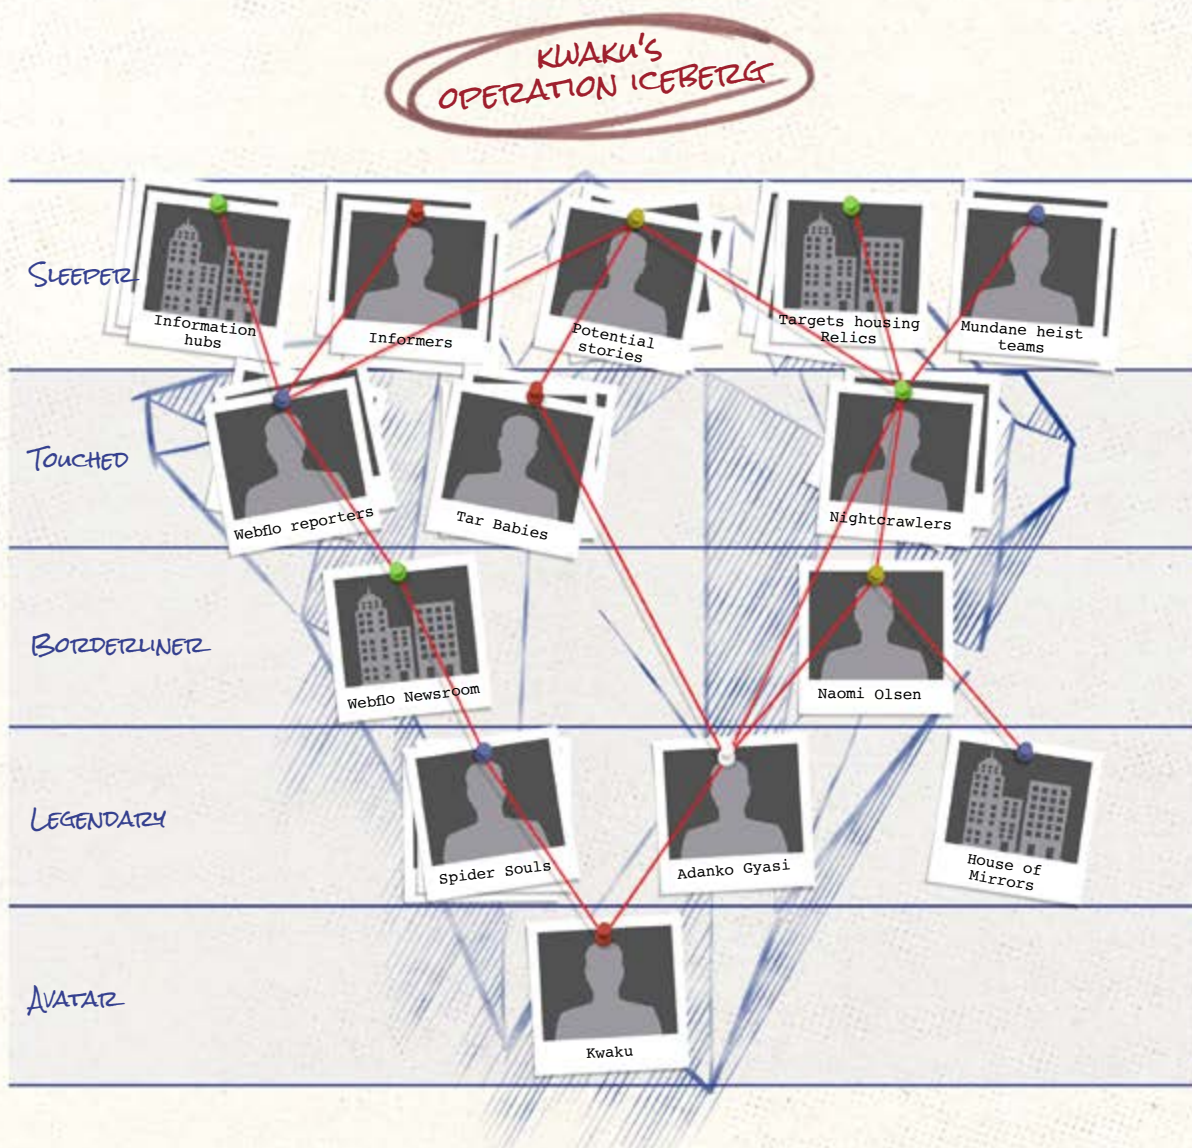 KWAKU'S
OPERATION ICEBERG
SLEEPER
Information
hubs
Informers
Potential
stories
Targets housing
Relics
Mundane heist
teams
TOUCHED
Webflo reporters
Tar Babies
Nightcrawlers
BORDERLINER
Webflo Newsroom
Naomi Olsen
LEGENDARY
Spider Souls
Adanko Gyasi
House of
Mirrors
AVATAR
Kwaku